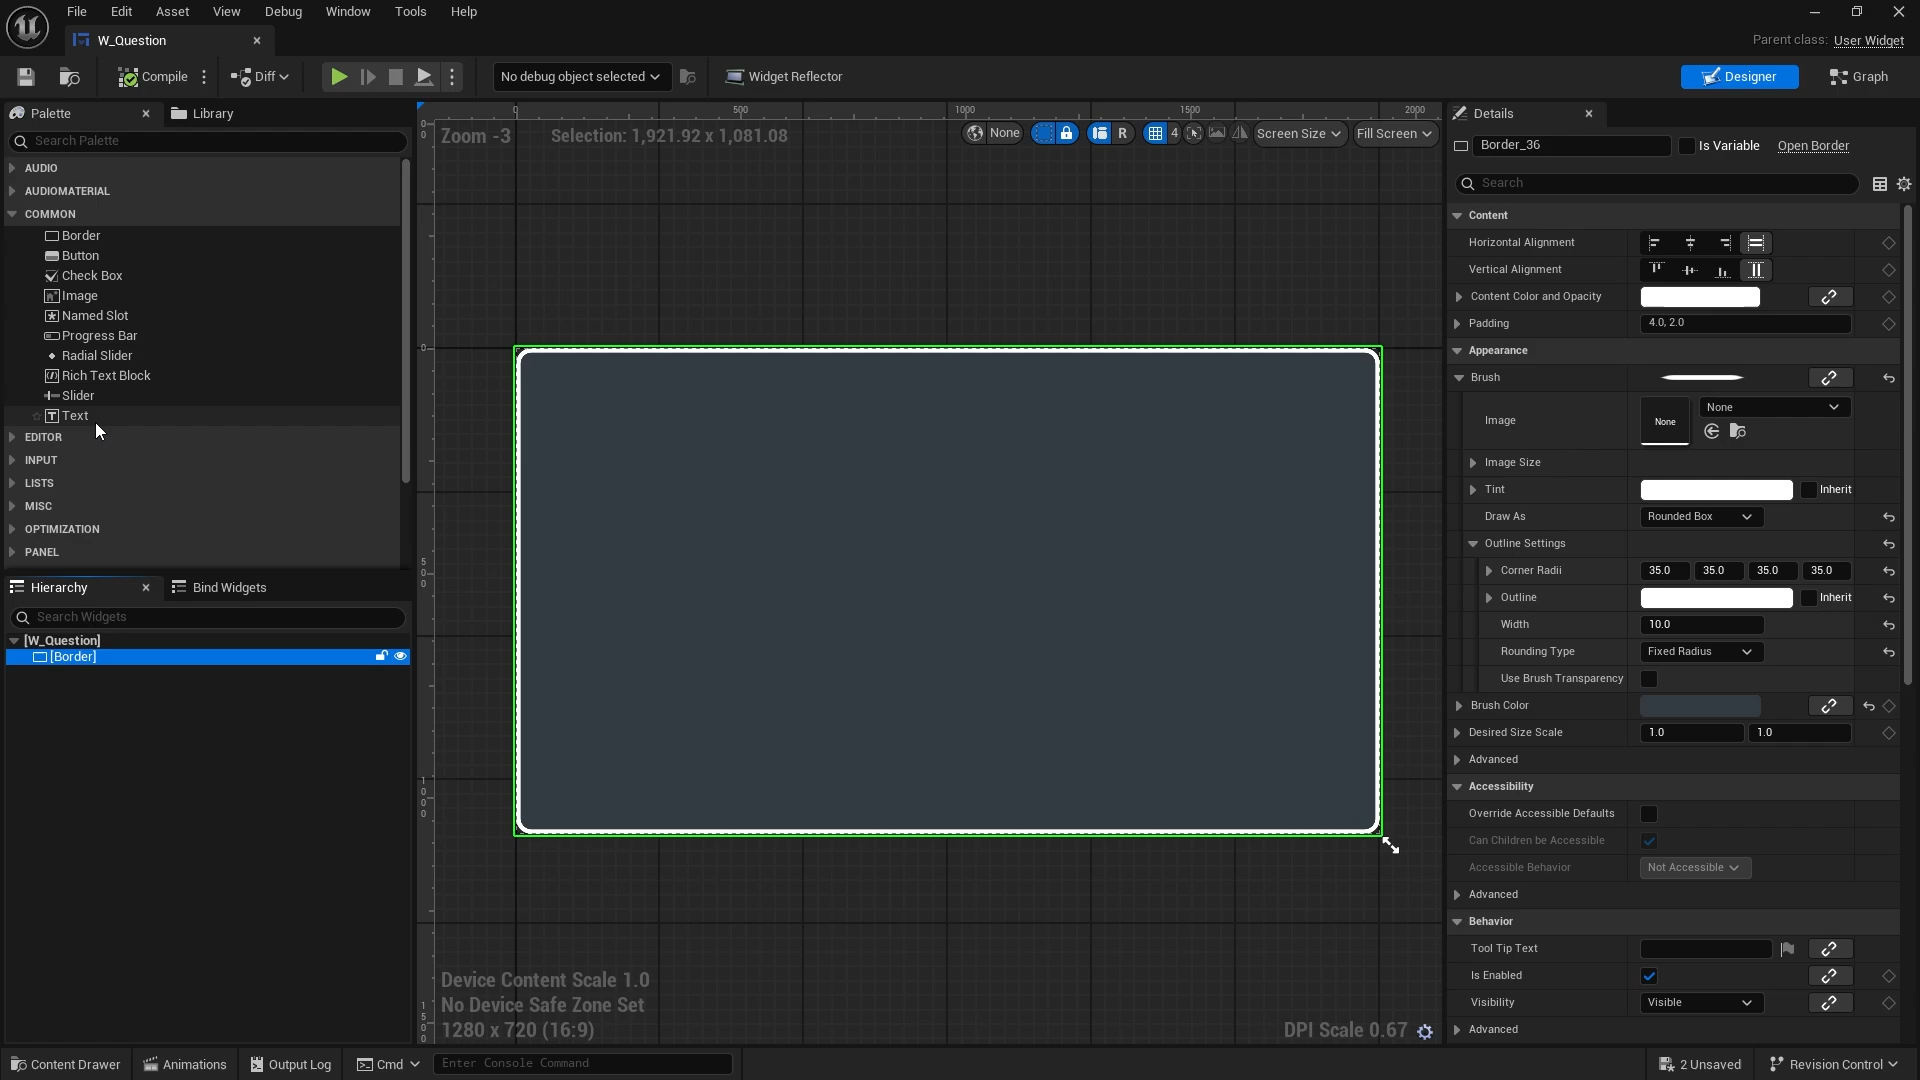 File Edit Asset View Debug Window Tools Help
W_Question
Parent class: User Widget
Compile Diff No debug object selected Widget Reflector Designer Graph
Palette Library
Search Palette
AUDIO
AUDIOMATERIAL
COMMON
Border
Button
Check Box
Image
Named Slot
Progress Bar
Radial Slider
Rich Text Block
Slider
Text
EDITOR
INPUT
LISTS
MISC
OPTIMIZATION
PANEL
Hierarchy Bind Widgets
Search Widgets
[W_Question]
[Border]
0 500 1000 1500 2000
Zoom -3 Selection: 1,921.92 x 1,081.08 None R 4 Screen Size Fill Screen
0
0
500
1000
1500
Device Content Scale 1.0
No Device Safe Zone Set
1280 x 720 (16:9)
DPI Scale 0.67
Details
Border_36 Is Variable Open Border
Search
Content
Horizontal Alignment
Vertical Alignment
Content Color and Opacity
Padding 4.0, 2.0
Appearance
Brush
Image None None
Image Size
Tint Inherit
Draw As Rounded Box
Outline Settings
Corner Radii 35.0 35.0 35.0 35.0
Outline Inherit
Width 10.0
Rounding Type Fixed Radius
Use Brush Transparency
Brush Color
Desired Size Scale 1.0 1.0
Advanced
Accessibility
Override Accessible Defaults
Can Children be Accessible
Accessible Behavior Not Accessible
Advanced
Behavior
Tool Tip Text
Is Enabled
Visibility Visible
Advanced
Content Drawer Animations Output Log Cmd Enter Console Command 2 Unsaved Revision Control